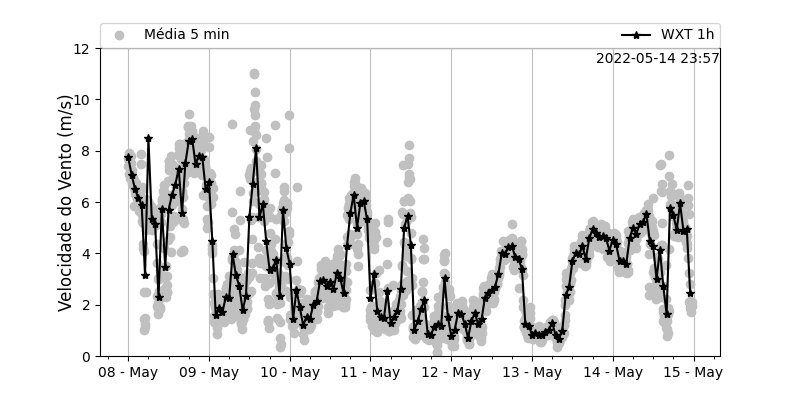 Média 5 min WXT 1h
2022-05-14 23:57
Velocidade do Vento (m/s)
12
10
8
6
4
2
0
08 - May 09 - May 10 - May 11 - May 12 - May 13 - May 14 - May 15 - May